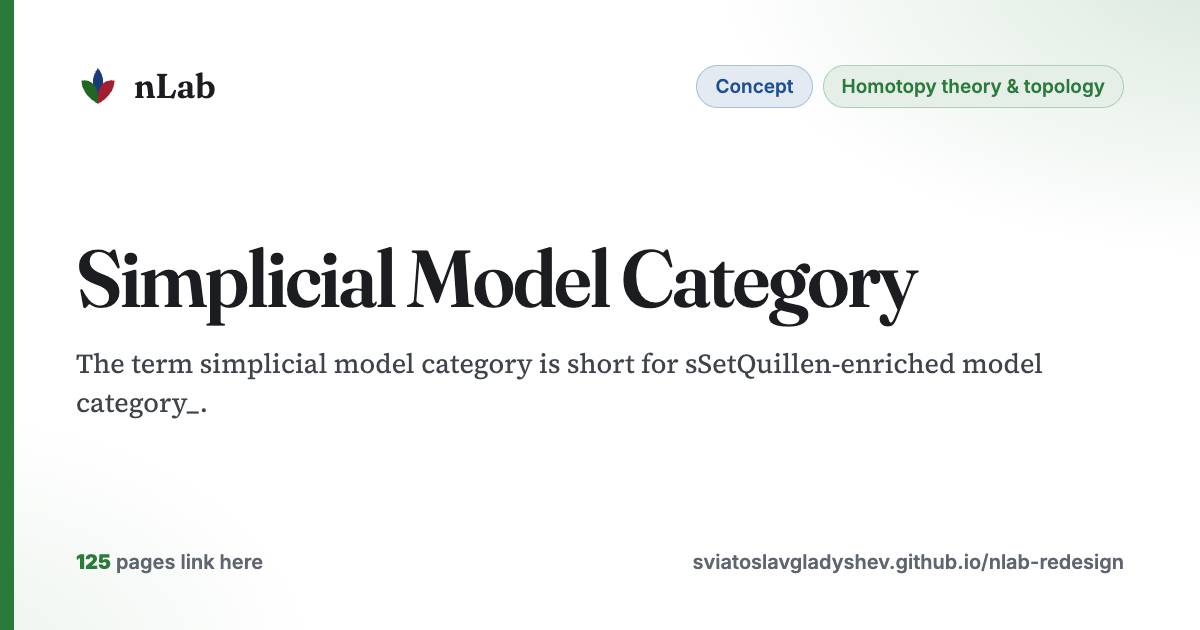 nLab
Concept
Homotopy theory & topology
Simplicial Model Category
The term simplicial model category is short for sSetQuillen-enriched model
category_.
125 pages link here
sviatoslavgladyshev.github.io/nlab-redesign